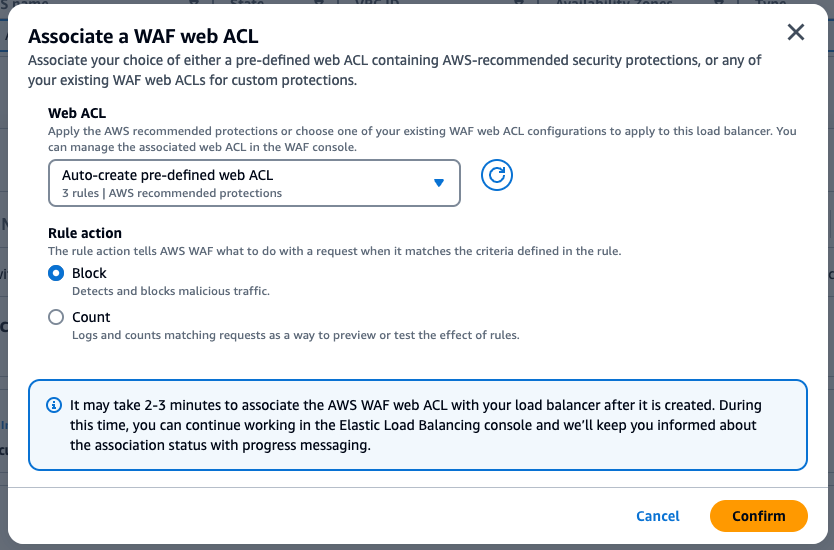 State
VPC ID
Availability Zones
Type
Associate a WAF web ACL
Associate your choice of either a pre-defined web ACL containing AWS-recommended security protections, or any of
your existing WAF web ACLs for custom protections.
Web ACL
Apply the AWS recommended protections or choose one of your existing WAF web ACL configurations to apply to this load balancer. You
can manage the associated web ACL in the WAF console.
Auto-create pre-defined web ACL
3 rules | AWS recommended protections
Rule action
The rule action tells AWS WAF what to do with a request when it matches the criteria defined in the rule.
Block
Detects and blocks malicious traffic.
Count
Logs and counts matching requests as a way to preview or test the effect of rules.
It may take 2-3 minutes to associate the AWS WAF web ACL with your load balancer after it is created. During
this time, you can continue working in the Elastic Load Balancing console and we’ll keep you informed about
the association status with progress messaging.
Cancel
Confirm